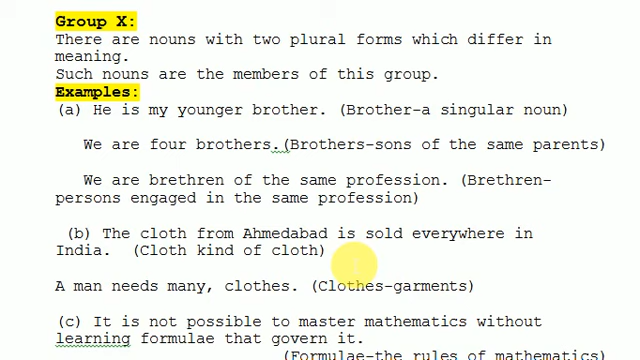 Group X:
There are nouns with two plural forms which differ in
meaning.
Such nouns are the members of this group.
Examples:
(a) He is my younger brother. (Brother-a singular noun)
We are four brothers.(Brothers-sons of the same parents)
We are brethren of the same profession. (Brethren-
persons engaged in the same profession)
(b) The cloth from Ahmedabad is sold everywhere in
India. (Cloth kind of cloth)
A man needs many, clothes. (Clothes-garments)
(c) It is not possible to master mathematics without
learning formulae that govern it.
(Formulae-the rules of mathematics)